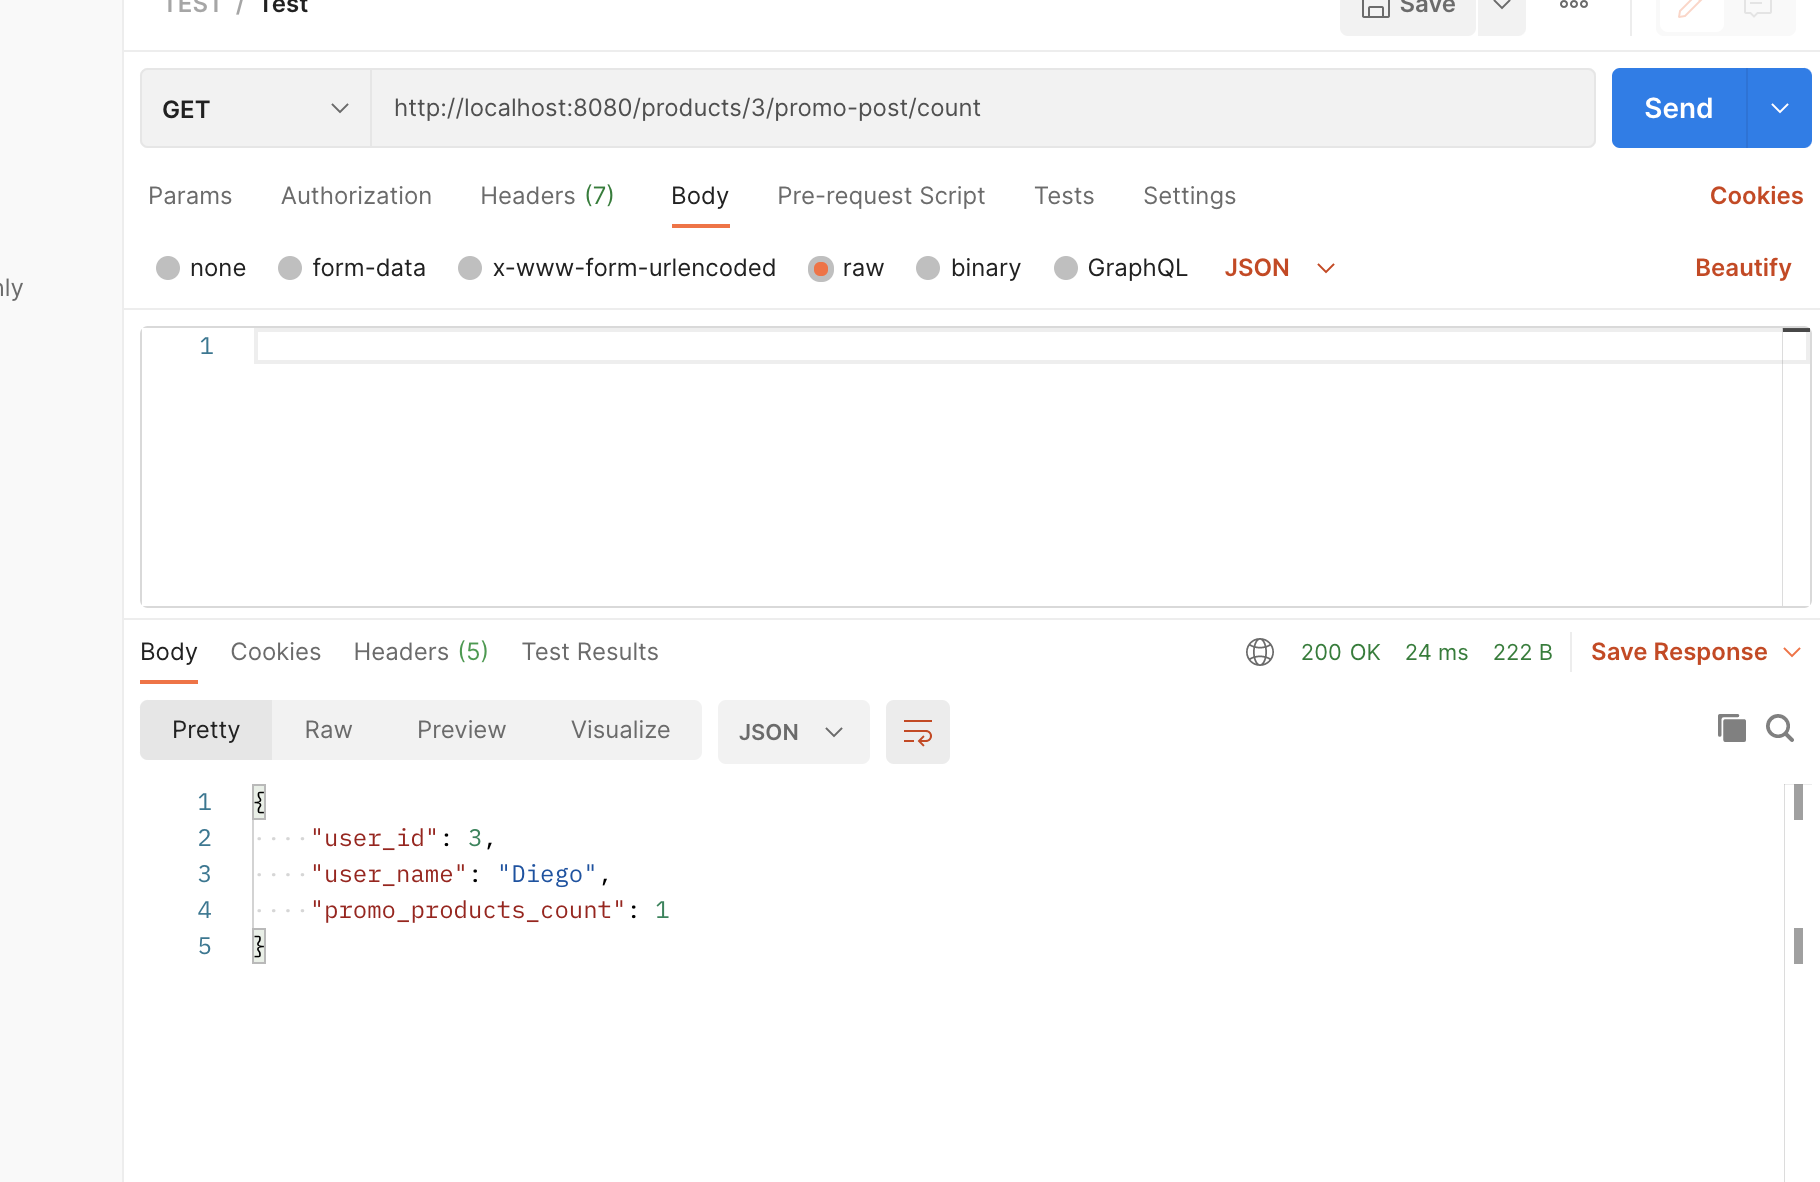 TEST / Test
Save
GET
http://localhost:8080/products/3/promo-post/count
Send
Params Authorization Headers (7) Body Pre-request Script Tests Settings Cookies
none form-data x-www-form-urlencoded raw binary GraphQL JSON Beautify
ly
1
Body Cookies Headers (5) Test Results 200 OK 24 ms 222 B Save Response
Pretty Raw Preview Visualize JSON
1 {
2 ····"user_id": 3,
3 ····"user_name": "Diego",
4 ····"promo_products_count": 1
5 }